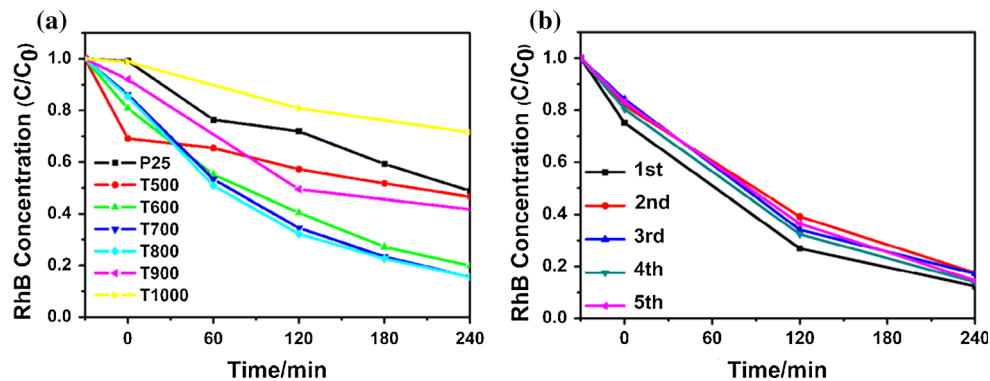 (a)
RhB Concentration (C/C0)
1.0
0.8
0.6
0.4
0.2
0.0
P25
T500
T600
T700
T800
T900
T1000
0 60 120 180 240
Time/min
(b)
RhB Concentration (C/C0)
1.0
0.8
0.6
0.4
0.2
0.0
1st
2nd
3rd
4th
5th
0 60 120 180 240
Time/min